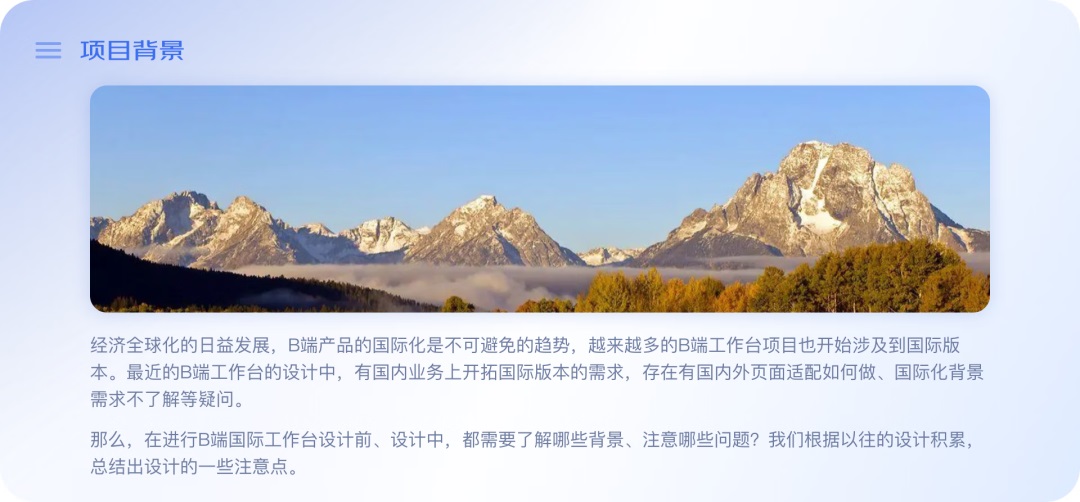 项目背景
经济全球化的日益发展，B端产品的国际化是不可避免的趋势，越来越多的B端工作台项目也开始涉及到国际版
本。最近的B端工作台的设计中，有国内业务上开拓国际版本的需求，存在有国内外页面适配如何做、国际化背景
需求不了解等疑问。
那么，在进行B端国际工作台设计前、设计中，都需要了解哪些背景、注意哪些问题？我们根据以往的设计积累，
总结出设计的一些注意点。